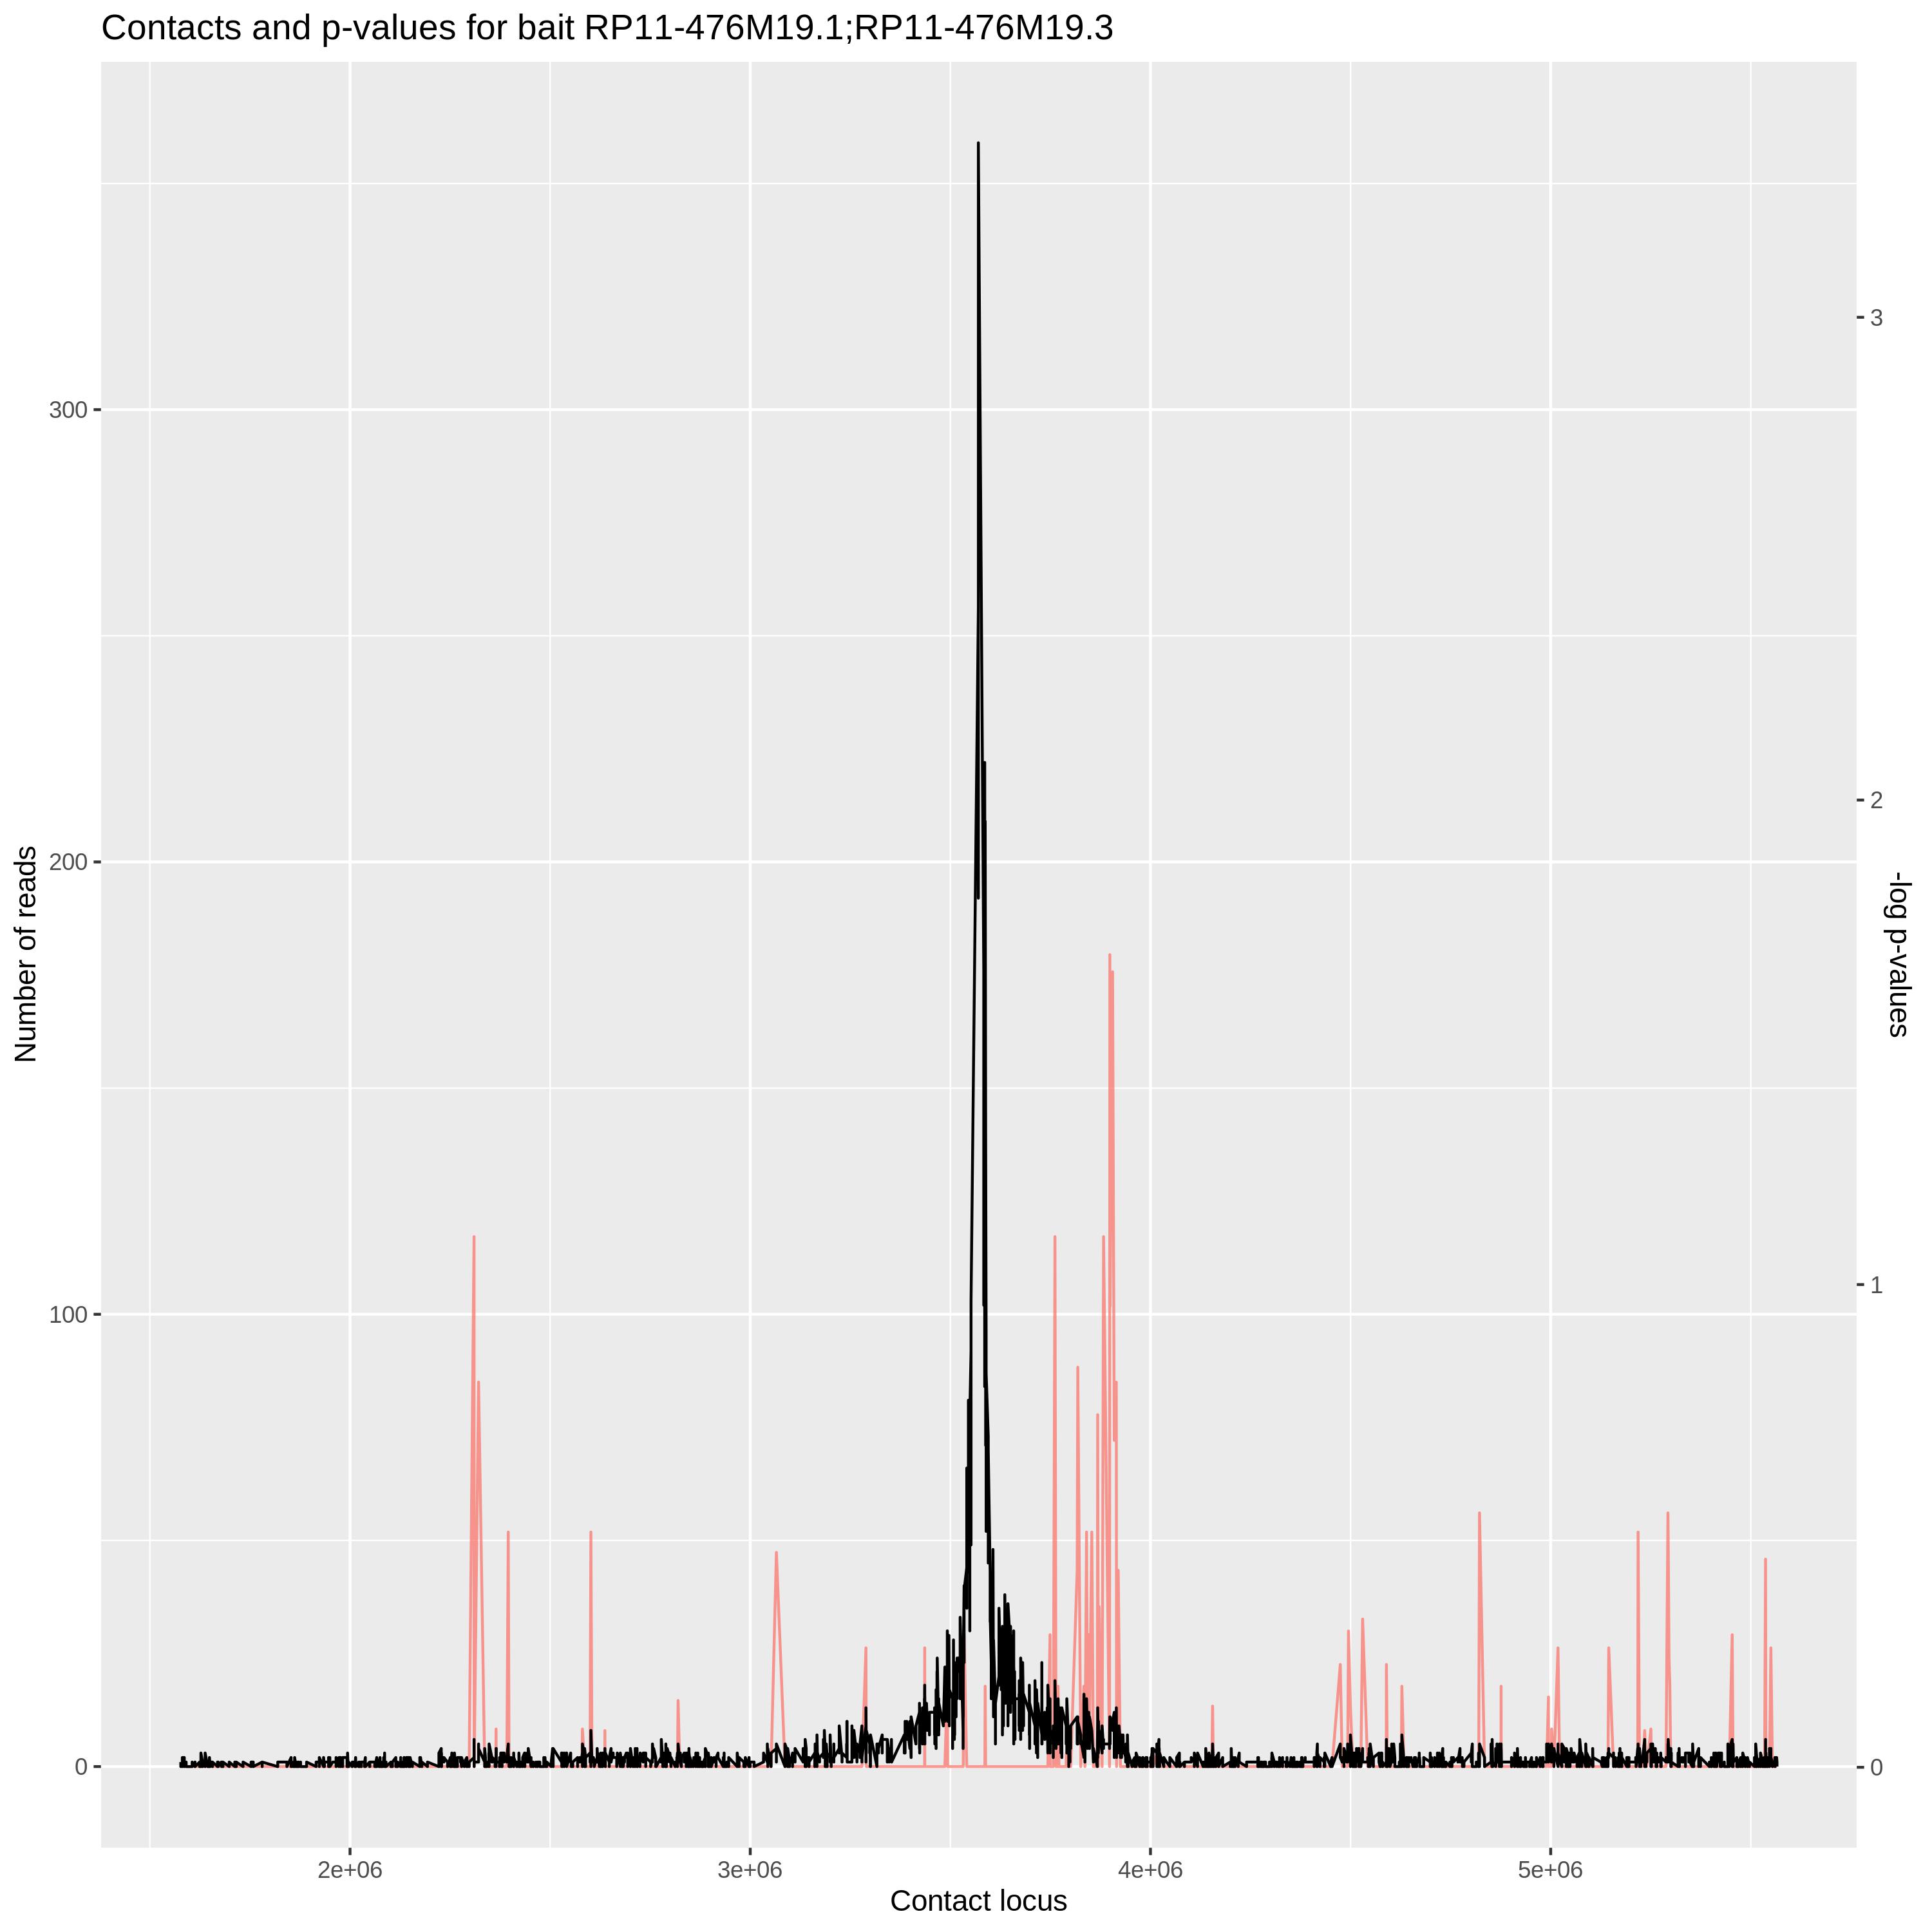 Contacts and p-values for bait RP11-476M19.1;RP11-476M19.3
300
200
100
0
Number of reads
3
2
1
0
-log p-values
2e+06 3e+06 4e+06 5e+06
Contact locus